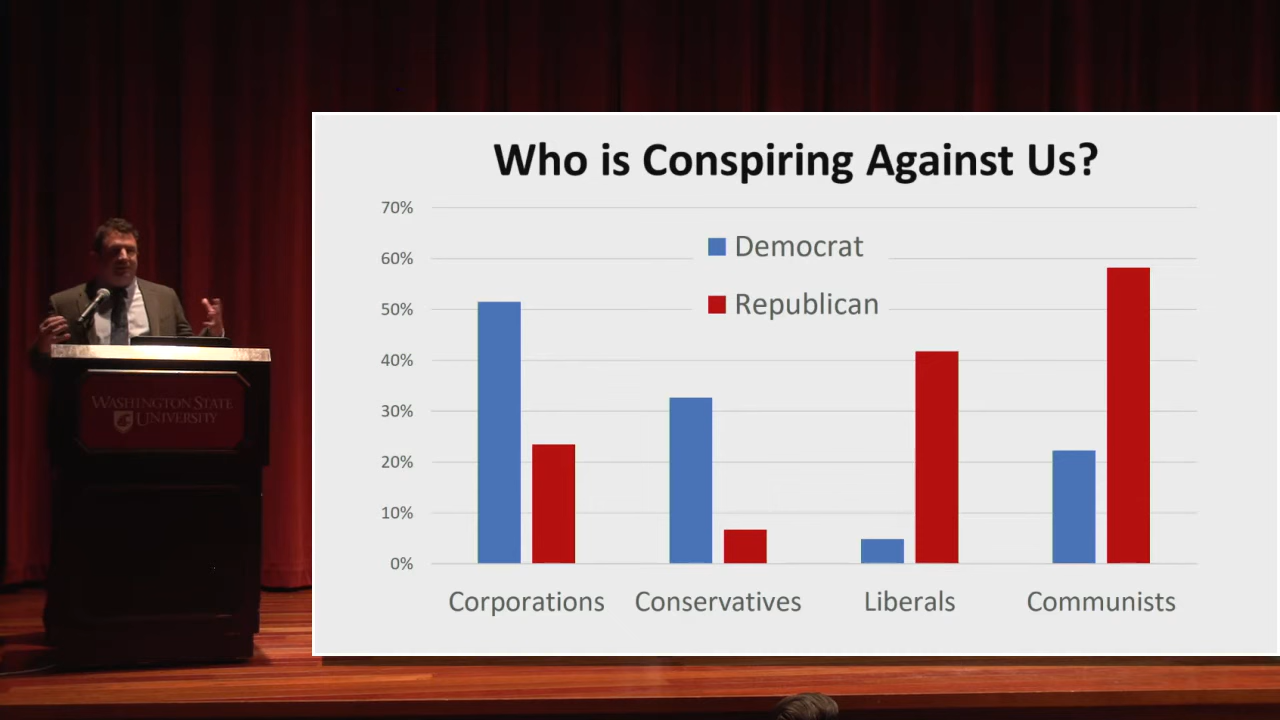 Who is Conspiring Against Us?
70%
60%
50%
40%
30%
20%
10%
0%
Democrat
Republican
Corporations
Conservatives
Liberals
Communists
WASHINGTON STATE
UNIVERSITY